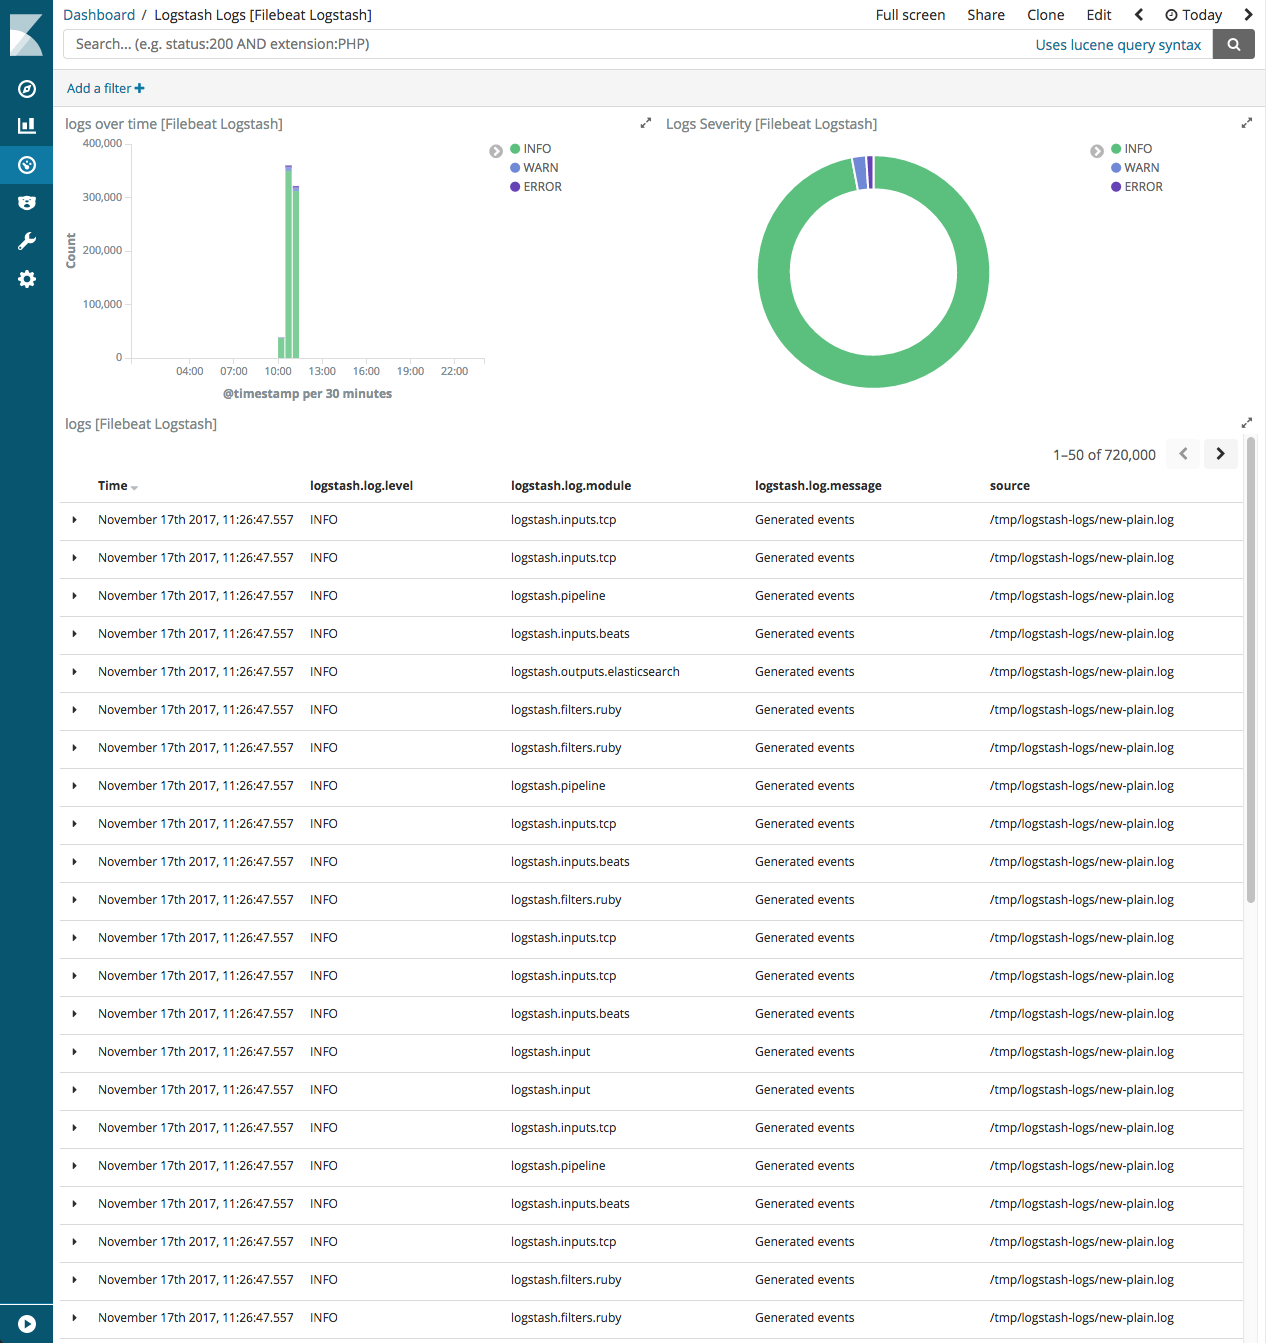 Dashboard / Logstash Logs [Filebeat Logstash] Full screen Share Clone Edit Today
Search... (e.g. status:200 AND extension:PHP) Uses lucene query syntax
Add a filter
logs over time [Filebeat Logstash]
400,000
300,000
200,000
100,000
0
Count
04:00 07:00 10:00 13:00 16:00 19:00 22:00
@timestamp per 30 minutes
INFO
WARN
ERROR
Logs Severity [Filebeat Logstash]
INFO
WARN
ERROR
logs [Filebeat Logstash]
1–50 of 720,000
Time logstash.log.level logstash.log.module logstash.log.message source
November 17th 2017, 11:26:47.557 INFO logstash.inputs.tcp Generated events /tmp/logstash-logs/new-plain.log
November 17th 2017, 11:26:47.557 INFO logstash.inputs.tcp Generated events /tmp/logstash-logs/new-plain.log
November 17th 2017, 11:26:47.557 INFO logstash.pipeline Generated events /tmp/logstash-logs/new-plain.log
November 17th 2017, 11:26:47.557 INFO logstash.inputs.beats Generated events /tmp/logstash-logs/new-plain.log
November 17th 2017, 11:26:47.557 INFO logstash.outputs.elasticsearch Generated events /tmp/logstash-logs/new-plain.log
November 17th 2017, 11:26:47.557 INFO logstash.filters.ruby Generated events /tmp/logstash-logs/new-plain.log
November 17th 2017, 11:26:47.557 INFO logstash.filters.ruby Generated events /tmp/logstash-logs/new-plain.log
November 17th 2017, 11:26:47.557 INFO logstash.pipeline Generated events /tmp/logstash-logs/new-plain.log
November 17th 2017, 11:26:47.557 INFO logstash.inputs.tcp Generated events /tmp/logstash-logs/new-plain.log
November 17th 2017, 11:26:47.557 INFO logstash.inputs.beats Generated events /tmp/logstash-logs/new-plain.log
November 17th 2017, 11:26:47.557 INFO logstash.filters.ruby Generated events /tmp/logstash-logs/new-plain.log
November 17th 2017, 11:26:47.557 INFO logstash.inputs.tcp Generated events /tmp/logstash-logs/new-plain.log
November 17th 2017, 11:26:47.557 INFO logstash.inputs.tcp Generated events /tmp/logstash-logs/new-plain.log
November 17th 2017, 11:26:47.557 INFO logstash.inputs.beats Generated events /tmp/logstash-logs/new-plain.log
November 17th 2017, 11:26:47.557 INFO logstash.input Generated events /tmp/logstash-logs/new-plain.log
November 17th 2017, 11:26:47.557 INFO logstash.input Generated events /tmp/logstash-logs/new-plain.log
November 17th 2017, 11:26:47.557 INFO logstash.inputs.tcp Generated events /tmp/logstash-logs/new-plain.log
November 17th 2017, 11:26:47.557 INFO logstash.pipeline Generated events /tmp/logstash-logs/new-plain.log
November 17th 2017, 11:26:47.557 INFO logstash.inputs.beats Generated events /tmp/logstash-logs/new-plain.log
November 17th 2017, 11:26:47.557 INFO logstash.inputs.tcp Generated events /tmp/logstash-logs/new-plain.log
November 17th 2017, 11:26:47.557 INFO logstash.filters.ruby Generated events /tmp/logstash-logs/new-plain.log
November 17th 2017, 11:26:47.557 INFO logstash.filters.ruby Generated events /tmp/logstash-logs/new-plain.log